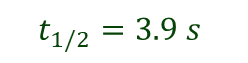 t₁/₂ = 3.9 s